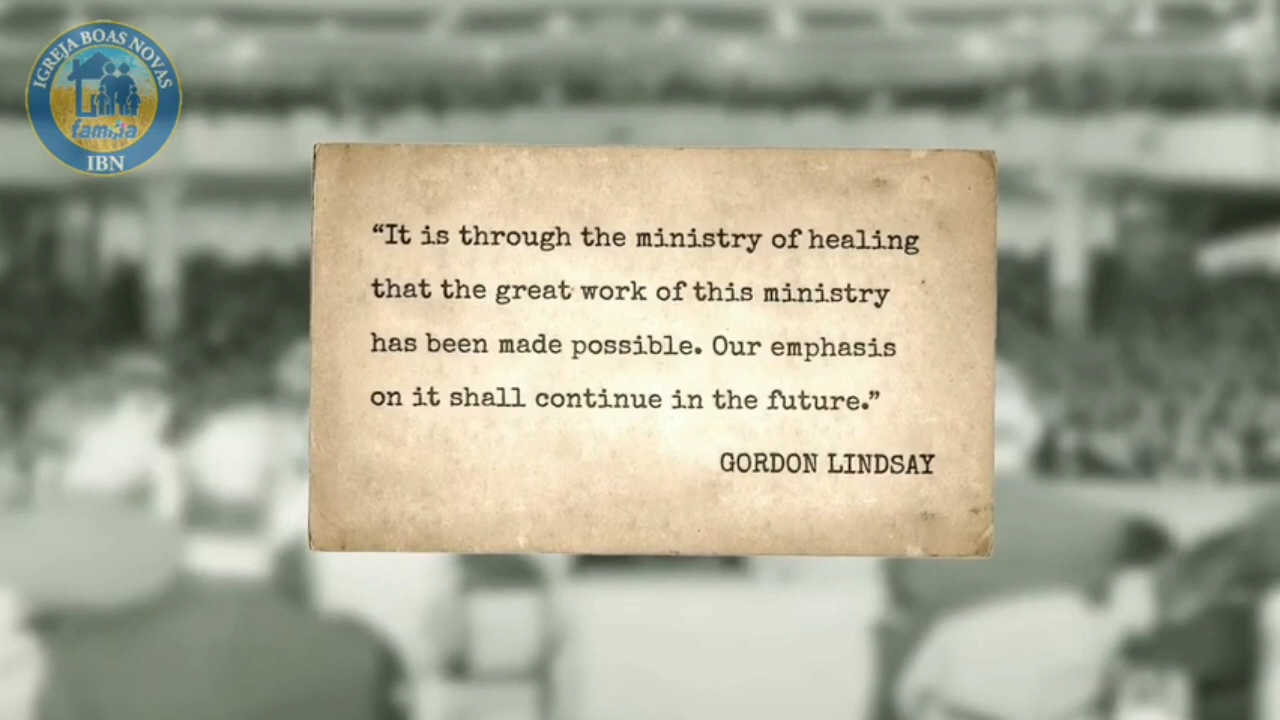 IGREJA BOAS NOVAS
família
IBN
“It is through the ministry of healing
that the great work of this ministry
has been made possible. Our emphasis
on it shall continue in the future.”
GORDON LINDSAY